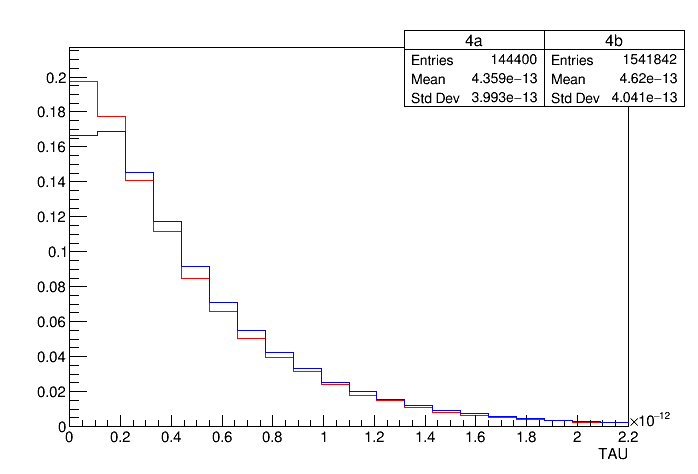 4a 4b
Entries 144400 Entries 1541842
Mean 4.359e−13 Mean 4.62e−13
Std Dev 3.993e−13 Std Dev 4.041e−13
0.2
0.18
0.16
0.14
0.12
0.1
0.08
0.06
0.04
0.02
0
0 0.2 0.4 0.6 0.8 1 1.2 1.4 1.6 1.8 2 2.2
×10⁻¹²
TAU